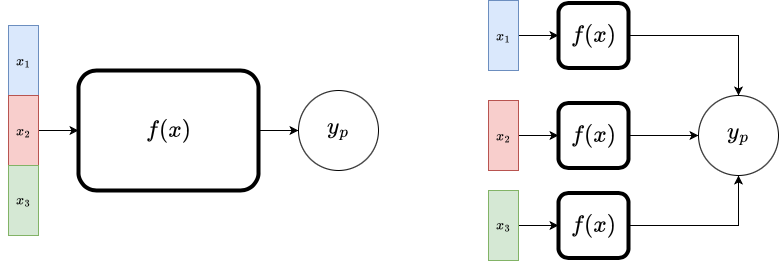 x₁
x₂
x₃
f(x)
yₚ
x₁
f(x)
x₂
f(x)
yₚ
x₃
f(x)